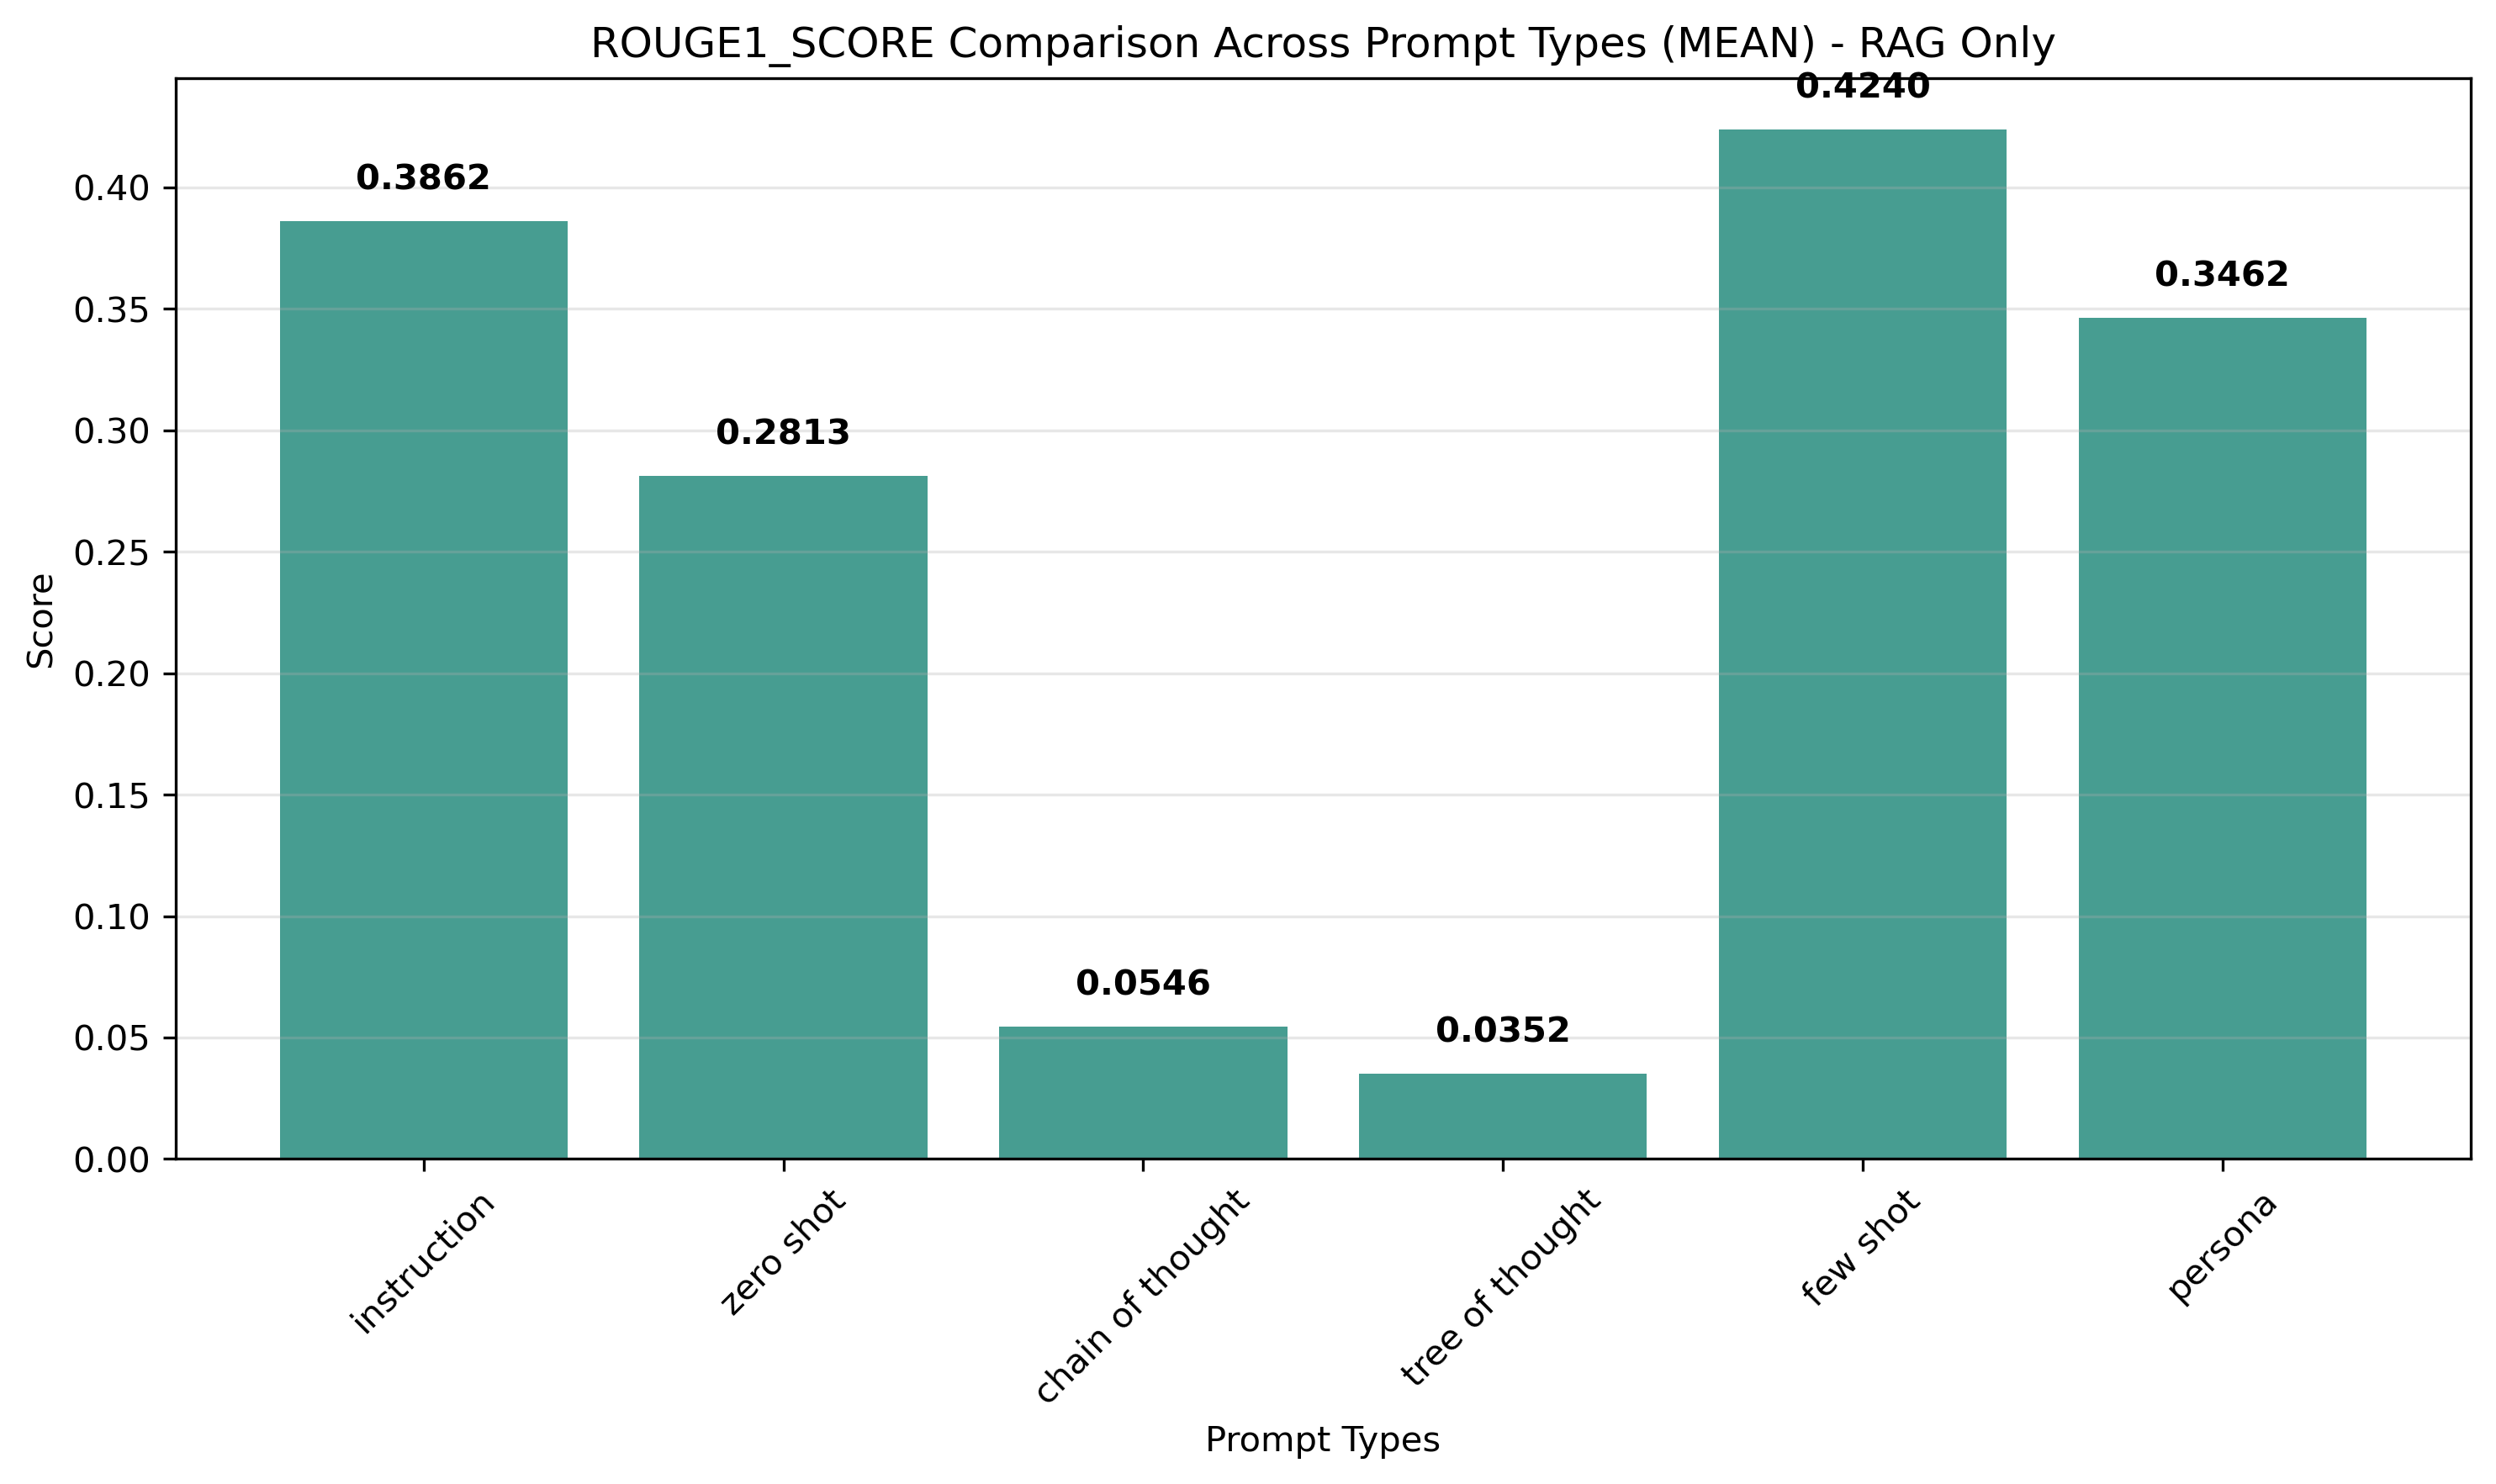 ROUGE1_SCORE Comparison Across Prompt Types (MEAN) - RAG Only
0.4240
0.3862
0.3462
0.2813
0.0546
0.0352
0.40
0.35
0.30
0.25
0.20
0.15
0.10
0.05
0.00
Score
instruction
zero shot
chain of thought
tree of thought
few shot
persona
Prompt Types